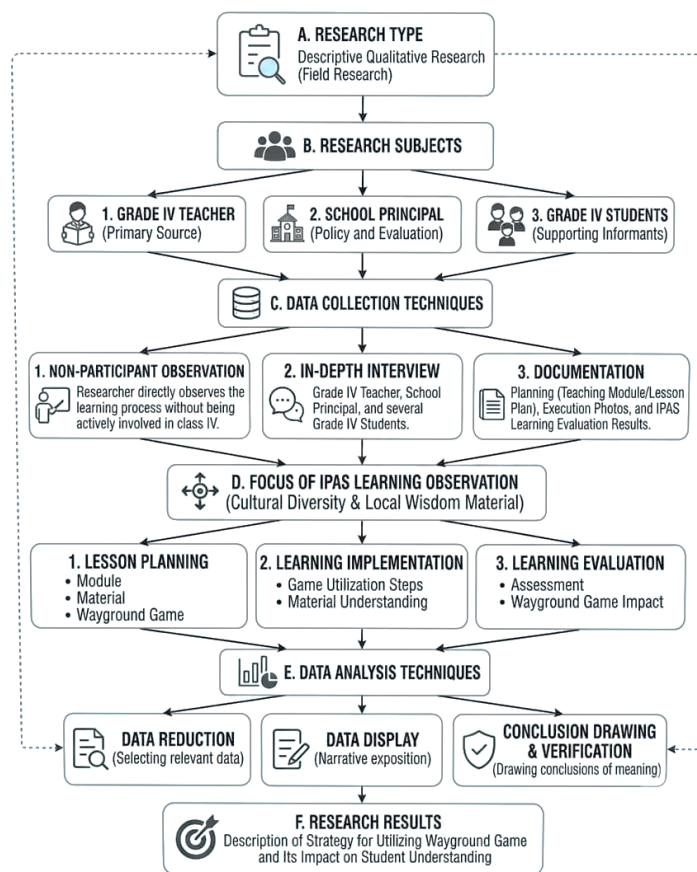 A. RESEARCH TYPE
Descriptive Qualitative Research
(Field Research)
B. RESEARCH SUBJECTS
1. GRADE IV TEACHER
(Primary Source)
2. SCHOOL PRINCIPAL
(Policy and Evaluation)
3. GRADE IV STUDENTS
(Supporting Informants)
C. DATA COLLECTION TECHNIQUES
1. NON-PARTICIPANT OBSERVATION
Researcher directly observes the
learning process without being
actively involved in class IV.
2. IN-DEPTH INTERVIEW
Grade IV Teacher, School
Principal, and several
Grade IV Students.
3. DOCUMENTATION
Planning (Teaching Module/Lesson
Plan), Execution Photos, and IPAS
Learning Evaluation Results.
D. FOCUS OF IPAS LEARNING OBSERVATION
(Cultural Diversity & Local Wisdom Material)
1. LESSON PLANNING
• Module
• Material
• Wayground Game
2. LEARNING IMPLEMENTATION
• Game Utilization Steps
• Material Understanding
3. LEARNING EVALUATION
• Assessment
• Wayground Game Impact
E. DATA ANALYSIS TECHNIQUES
DATA REDUCTION
(Selecting relevant data)
DATA DISPLAY
(Narrative exposition)
CONCLUSION DRAWING
& VERIFICATION
(Drawing conclusions of meaning)
F. RESEARCH RESULTS
Description of Strategy for Utilizing Wayground Game
and Its Impact on Student Understanding